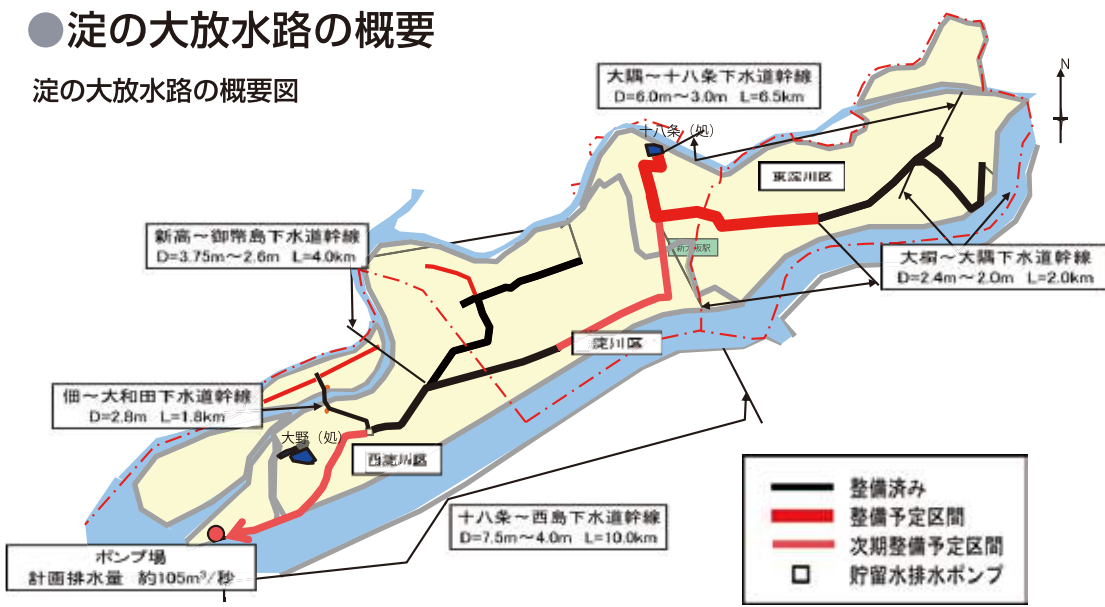 ●淀の大放水路の概要
淀の大放水路の概要図
大隅～十八条下水道幹線
D=6.0m～3.0m L=6.5km
N
十八条（処）
東淀川区
新大阪駅
新高～御幣島下水道幹線
D=3.75m～2.6m L=4.0km
大桐～大隅下水道幹線
D=2.4m～2.0m L=2.0km
淀川区
佃～大和田下水道幹線
D=2.8m L=1.8km
大野（処）
西淀川区
十八条～西島下水道幹線
D=7.5m～4.0m L=10.0km
ポンプ場
計画排水量 約105m³/秒
整備済み
整備予定区間
次期整備予定区間
貯留水排水ポンプ